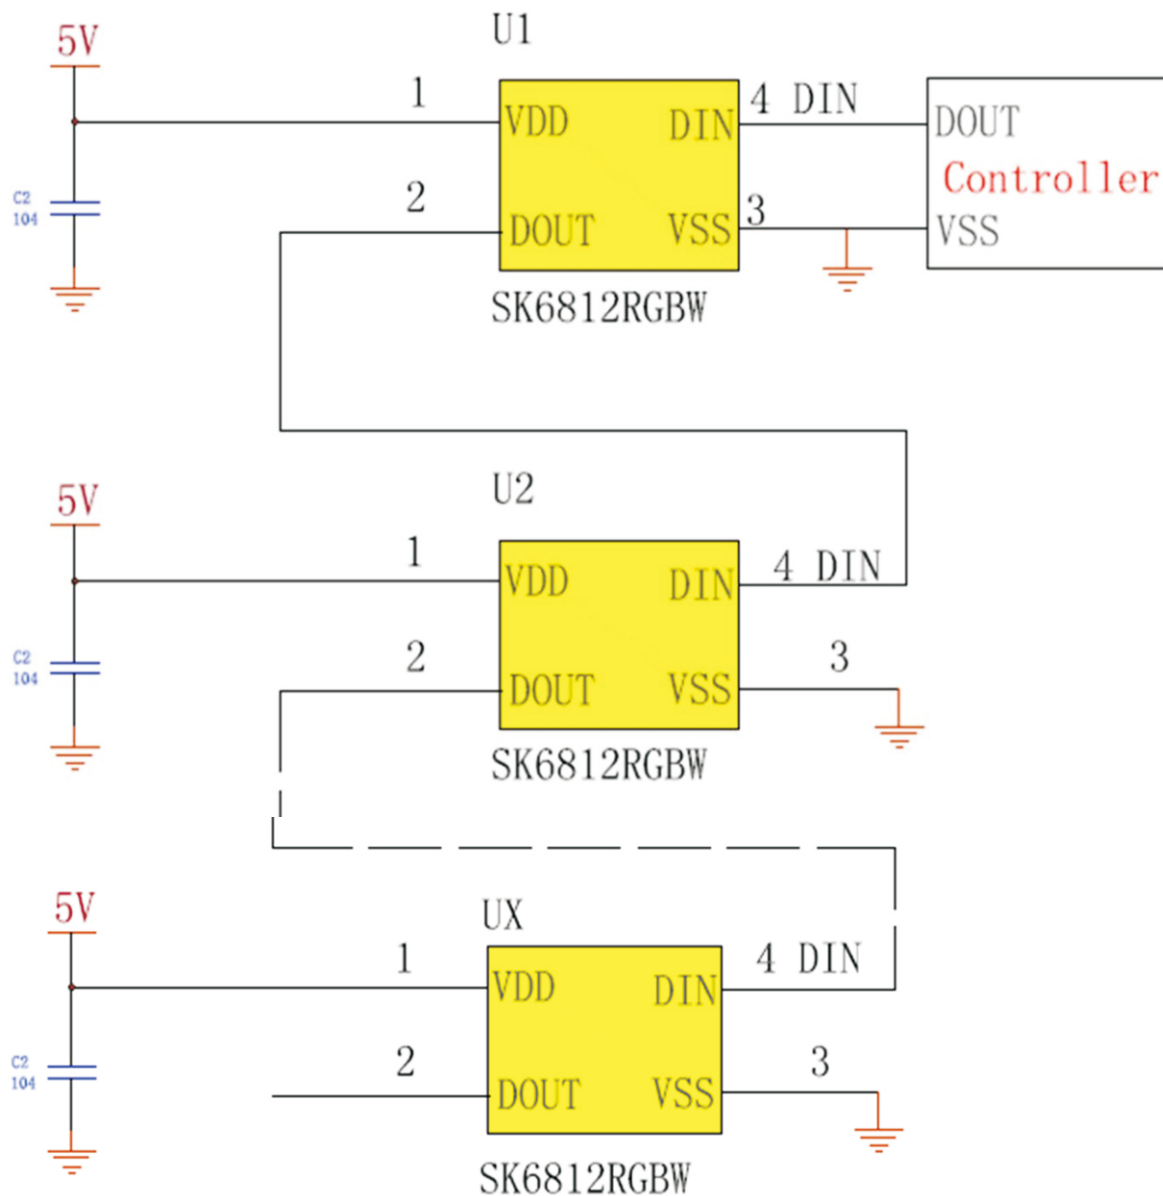 U1
5V
1
4 DIN
VDD
DIN
DOUT
Controller
C2
104
2
3
DOUT
VSS
VSS
SK6812RGBW
U2
5V
1
4 DIN
VDD
DIN
C2
104
2
3
DOUT
VSS
SK6812RGBW
UX
5V
1
4 DIN
VDD
DIN
C2
104
2
3
DOUT
VSS
SK6812RGBW